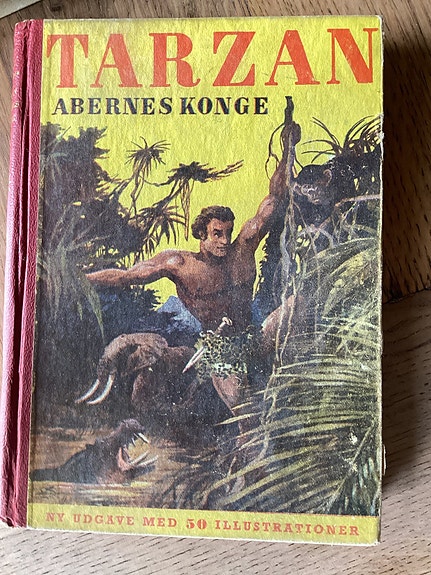 TARZAN
ABERNES KONGE
NY UDGAVE MED 50 ILLUSTRATIONER